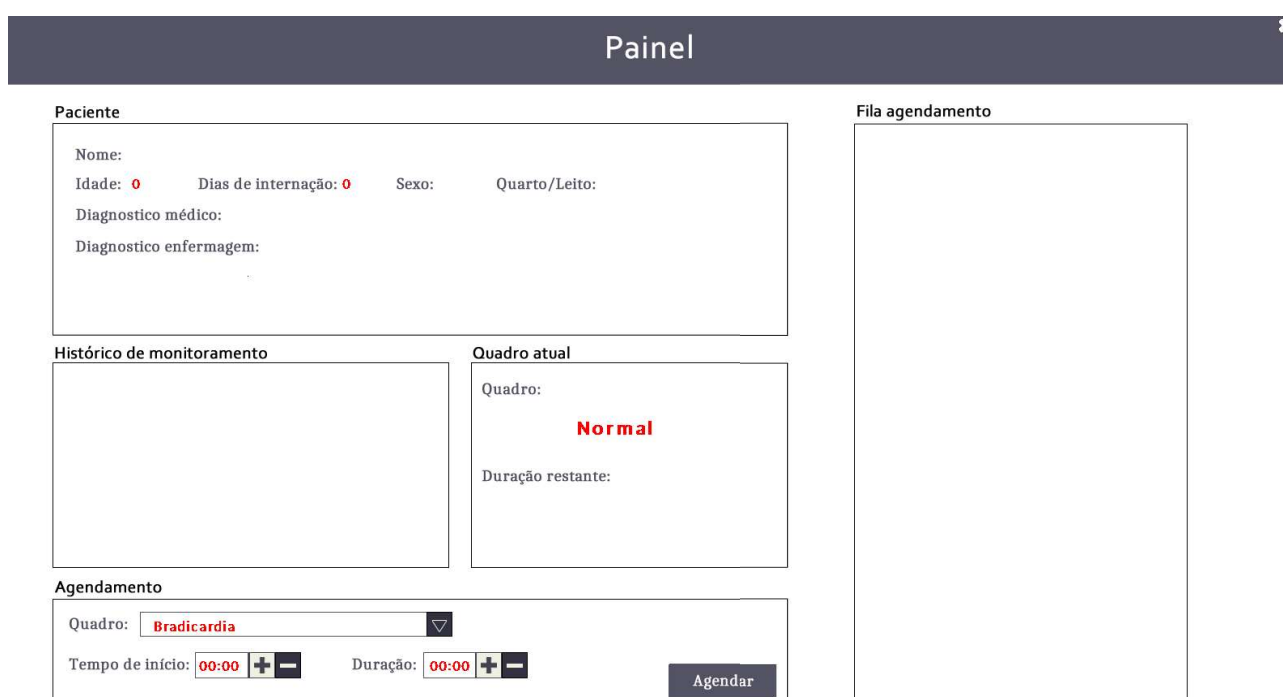 Painel
Paciente
Nome:
Idade: 0 Dias de internação: 0 Sexo: Quarto/Leito:
Diagnostico médico:
Diagnostico enfermagem:
Histórico de monitoramento
Quadro atual
Quadro:
Normal
Duração restante:
Agendamento
Quadro: Bradicardia
Tempo de início: 00:00 Duração: 00:00
Agendar
Fila agendamento